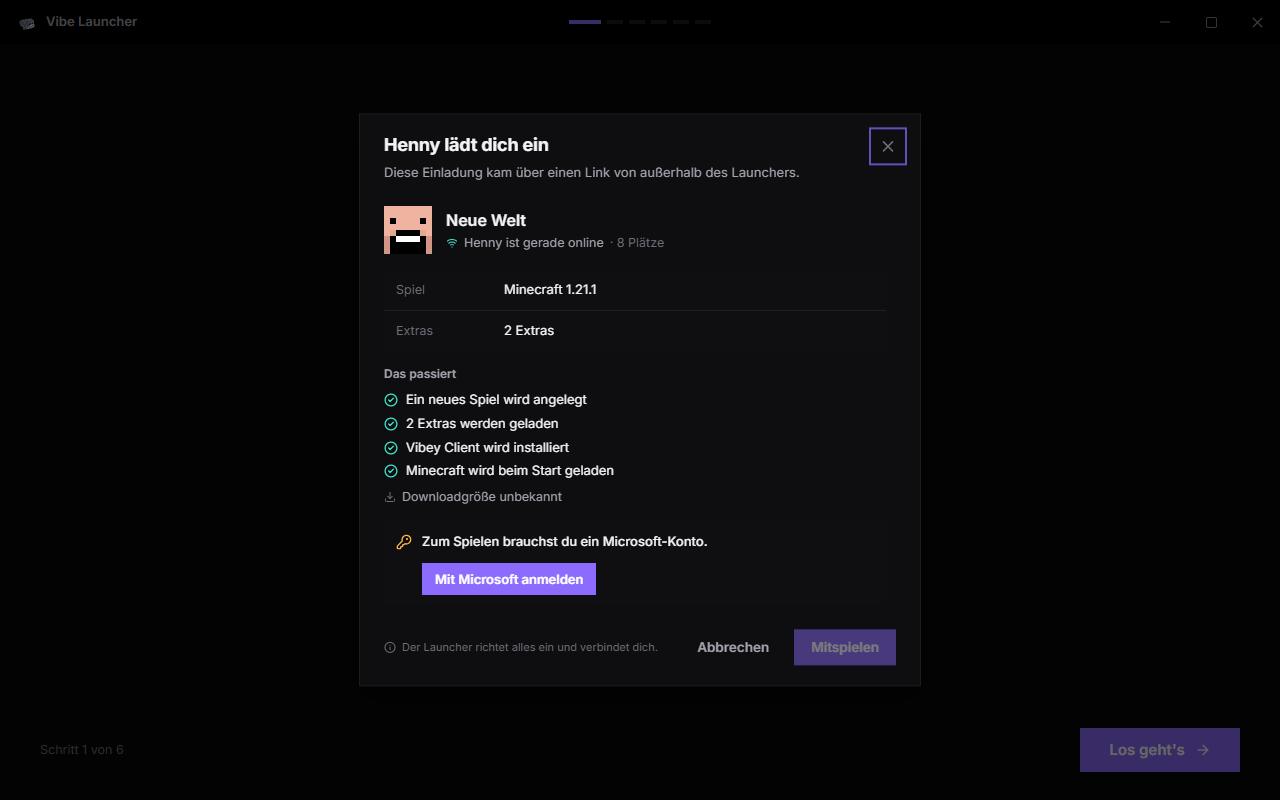 Vibe Launcher
Henny lädt dich ein
Diese Einladung kam über einen Link von außerhalb des Launchers.
Neue Welt
Henny ist gerade online · 8 Plätze
Spiel Minecraft 1.21.1
Extras 2 Extras
Das passiert
Ein neues Spiel wird angelegt
2 Extras werden geladen
Vibey Client wird installiert
Minecraft wird beim Start geladen
Downloadgröße unbekannt
Zum Spielen brauchst du ein Microsoft-Konto.
Mit Microsoft anmelden
Der Launcher richtet alles ein und verbindet dich. Abbrechen Mitspielen
Schritt 1 von 6 Los geht's